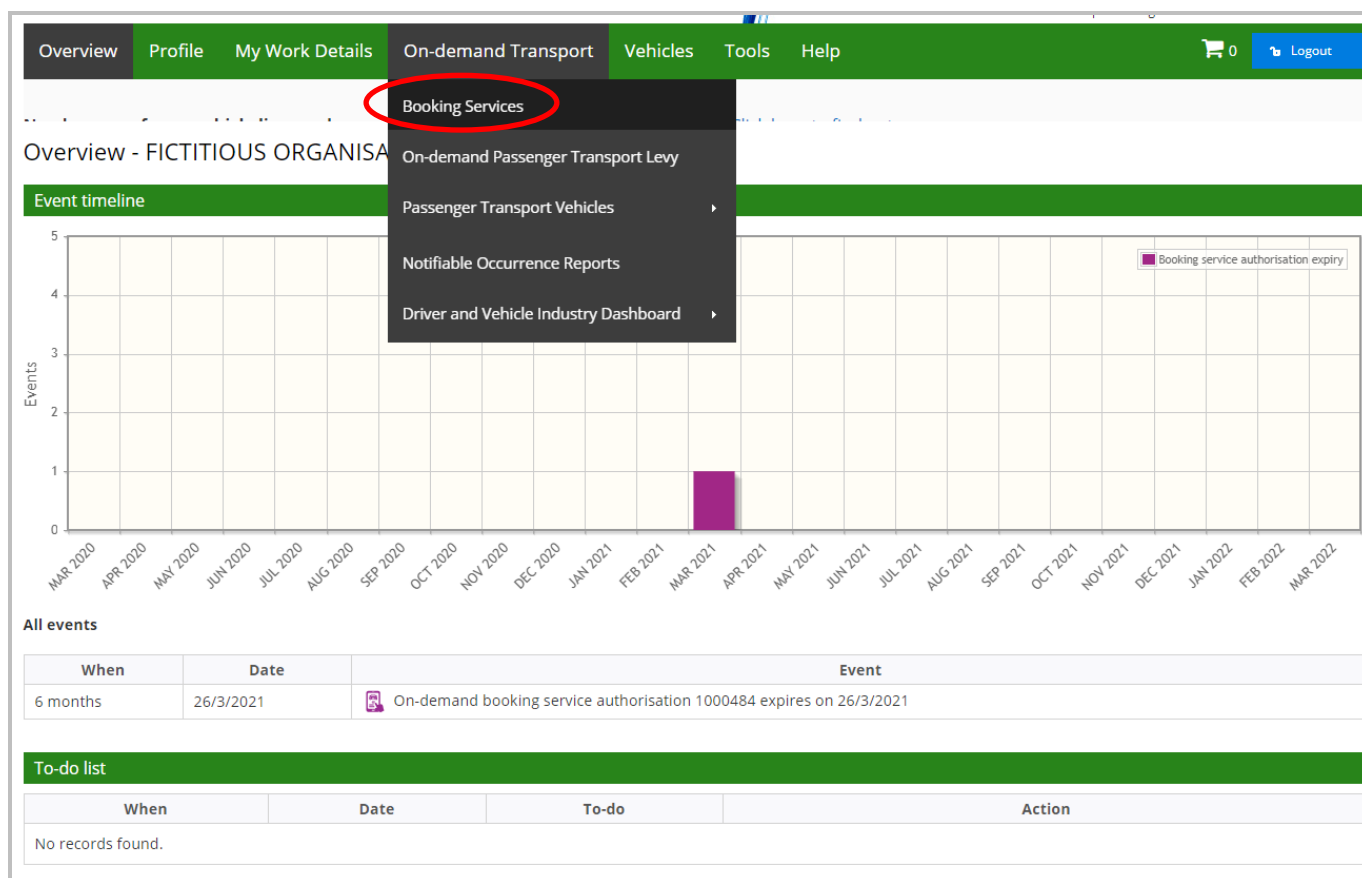 Overview Profile My Work Details On-demand Transport Vehicles Tools Help 0 Logout
Booking Services
Overview - FICTITIOUS ORGANISA
On-demand Passenger Transport Levy
Event timeline
Passenger Transport Vehicles
Notifiable Occurrence Reports
Driver and Vehicle Industry Dashboard
Booking service authorisation expiry
5
4
3
2
1
0
Events
MAR 2020 APR 2020 MAY 2020 JUN 2020 JUL 2020 AUG 2020 SEP 2020 OCT 2020 NOV 2020 DEC 2020 JAN 2021 FEB 2021 MAR 2021 APR 2021 MAY 2021 JUN 2021 JUL 2021 AUG 2021 SEP 2021 OCT 2021 NOV 2021 DEC 2021 JAN 2022 FEB 2022 MAR 2022
All events
When Date Event
6 months 26/3/2021 On-demand booking service authorisation 1000484 expires on 26/3/2021
To-do list
When Date To-do Action
No records found.